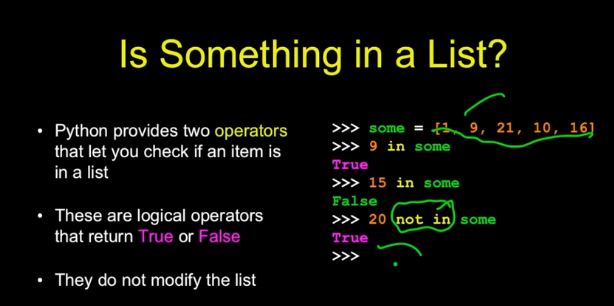 Is Something in a List?
• Python provides two operators
that let you check if an item is
in a list
• These are logical operators
that return True or False
• They do not modify the list
>>> some = [1, 9, 21, 10, 16]
>>> 9 in some
True
>>> 15 in some
False
>>> 20 not in some
True
>>>